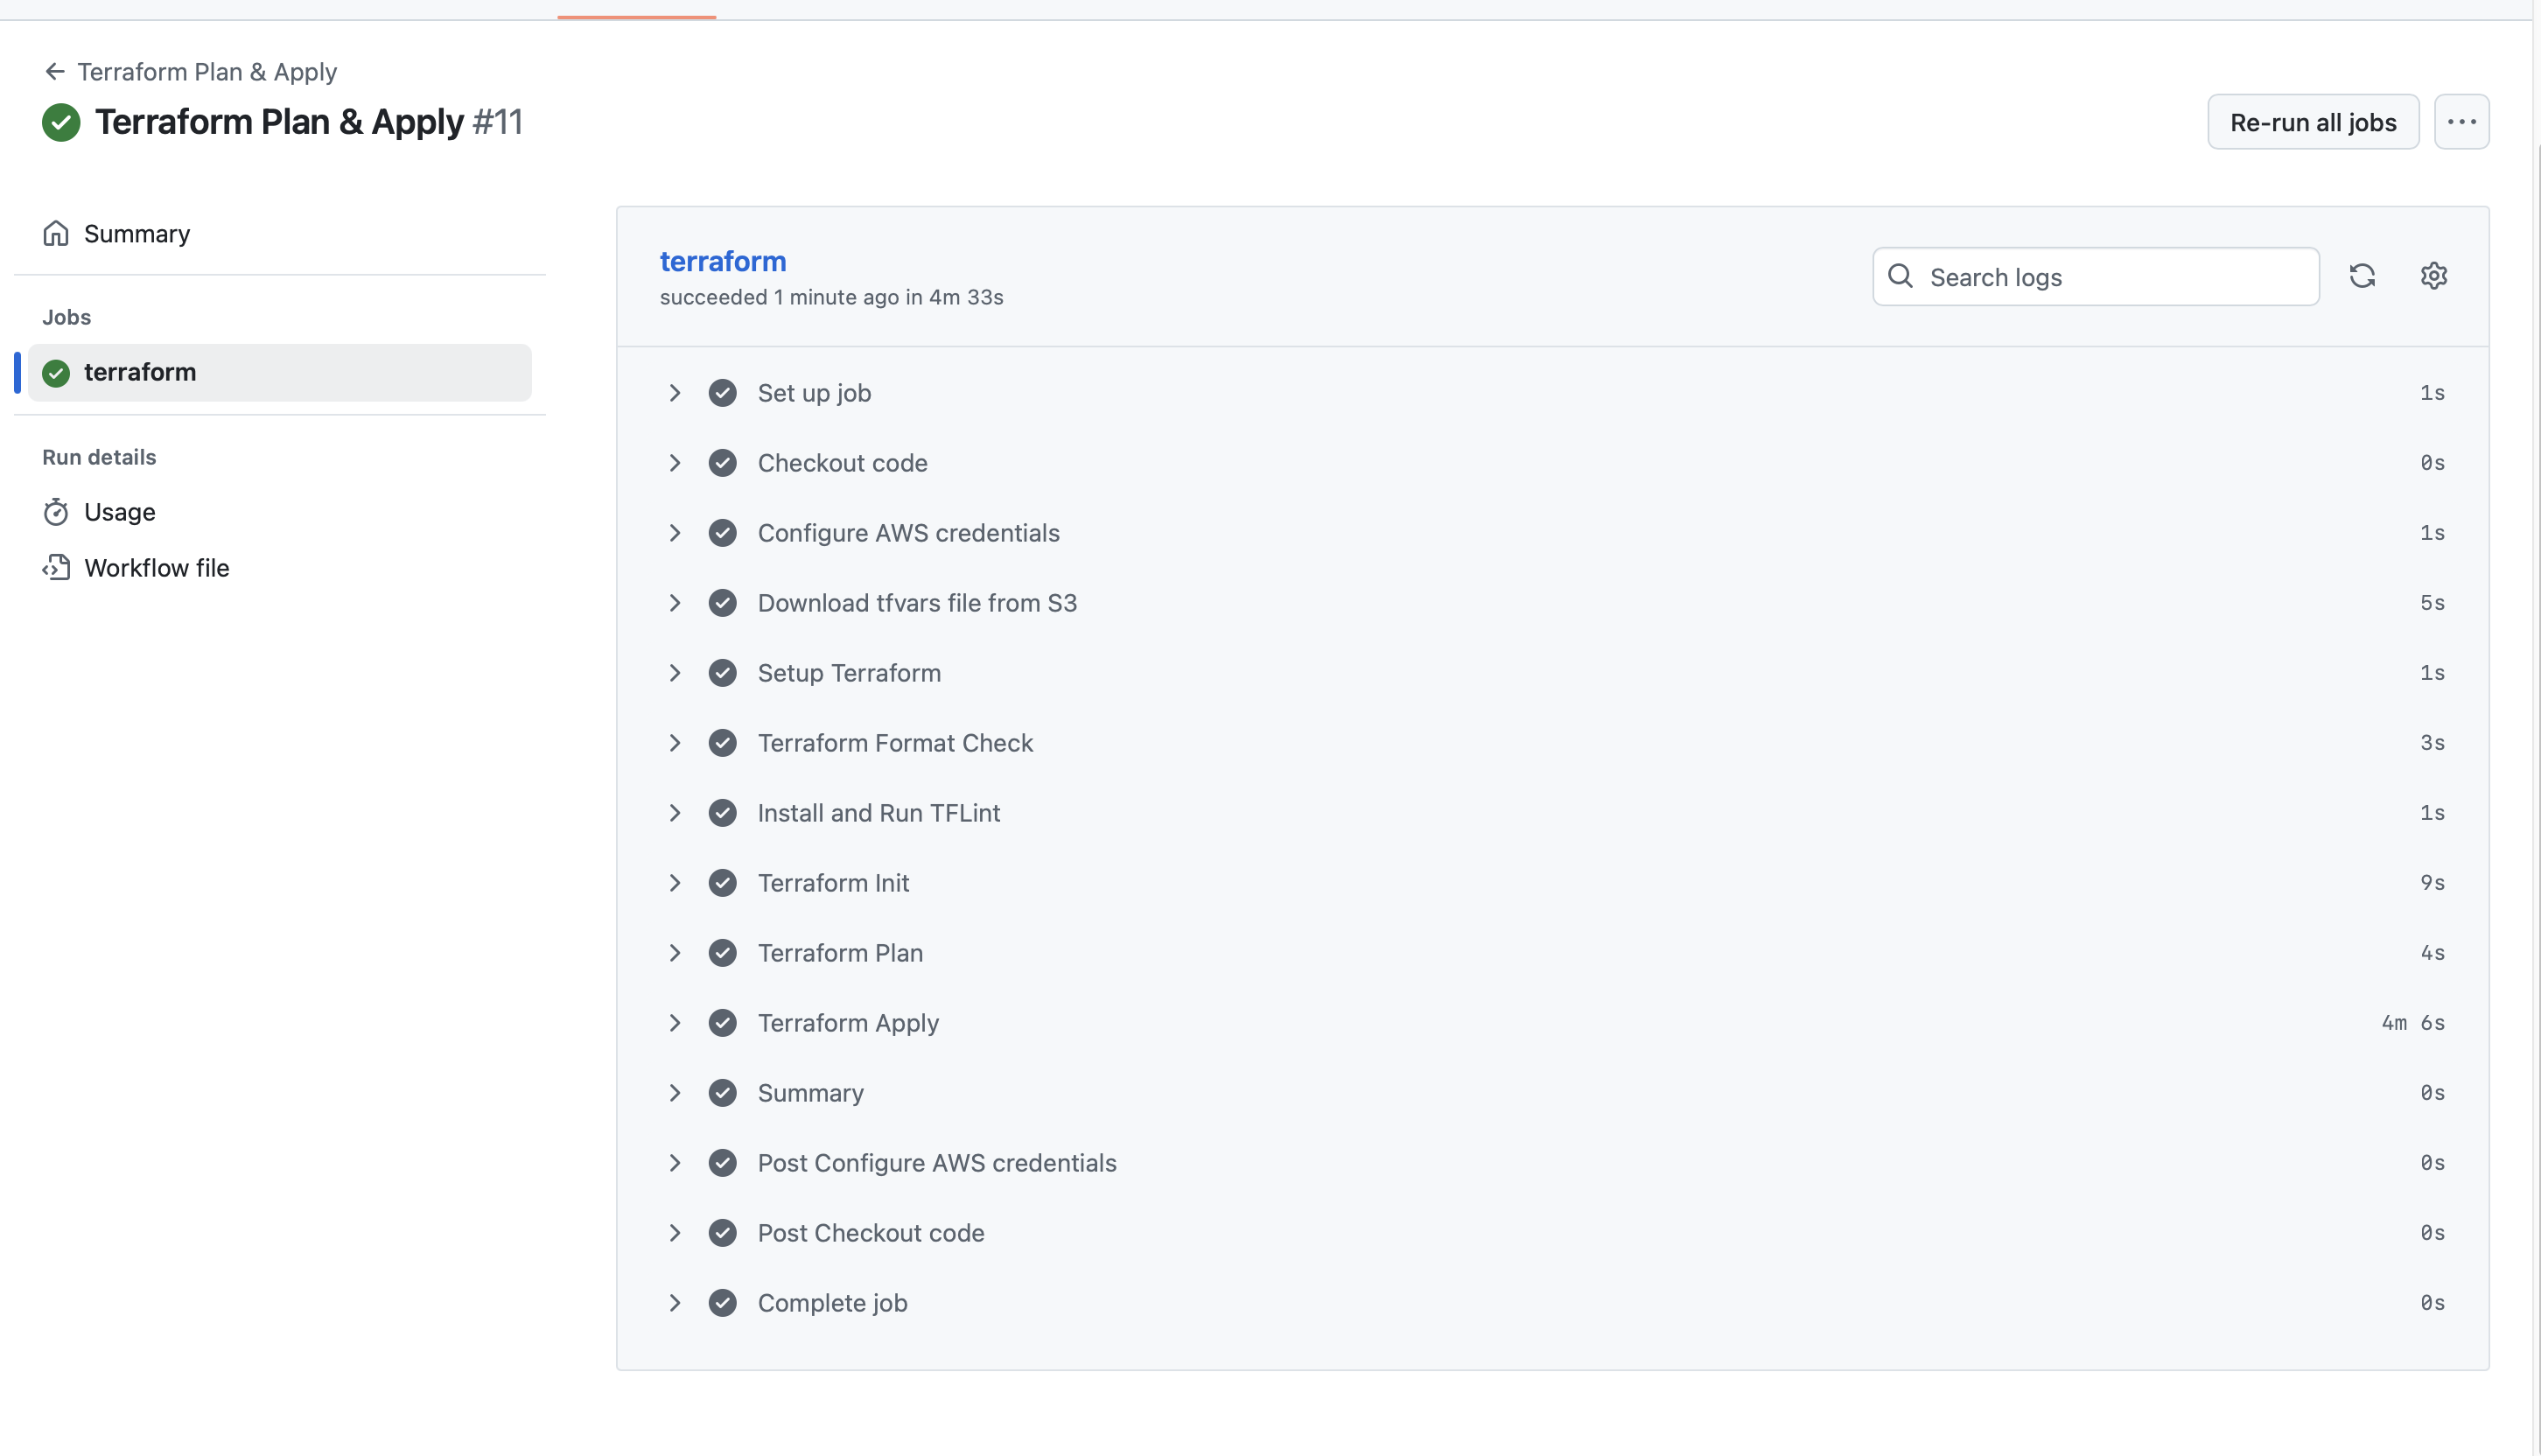 Terraform Plan & Apply
Terraform Plan & Apply #11
Re-run all jobs
Summary
Jobs
terraform
Run details
Usage
Workflow file
terraform
succeeded 1 minute ago in 4m 33s
Search logs
Set up job 1s
Checkout code 0s
Configure AWS credentials 1s
Download tfvars file from S3 5s
Setup Terraform 1s
Terraform Format Check 3s
Install and Run TFLint 1s
Terraform Init 9s
Terraform Plan 4s
Terraform Apply 4m 6s
Summary 0s
Post Configure AWS credentials 0s
Post Checkout code 0s
Complete job 0s